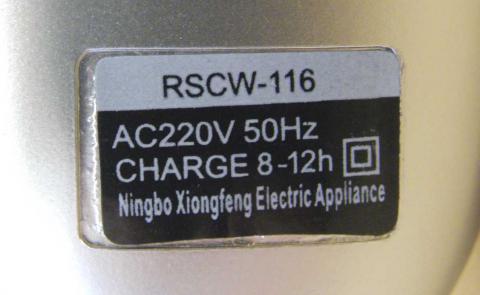 RSCW-116
AC220V 50Hz
CHARGE 8-12h
Ningbo Xiongfeng Electric Appliance